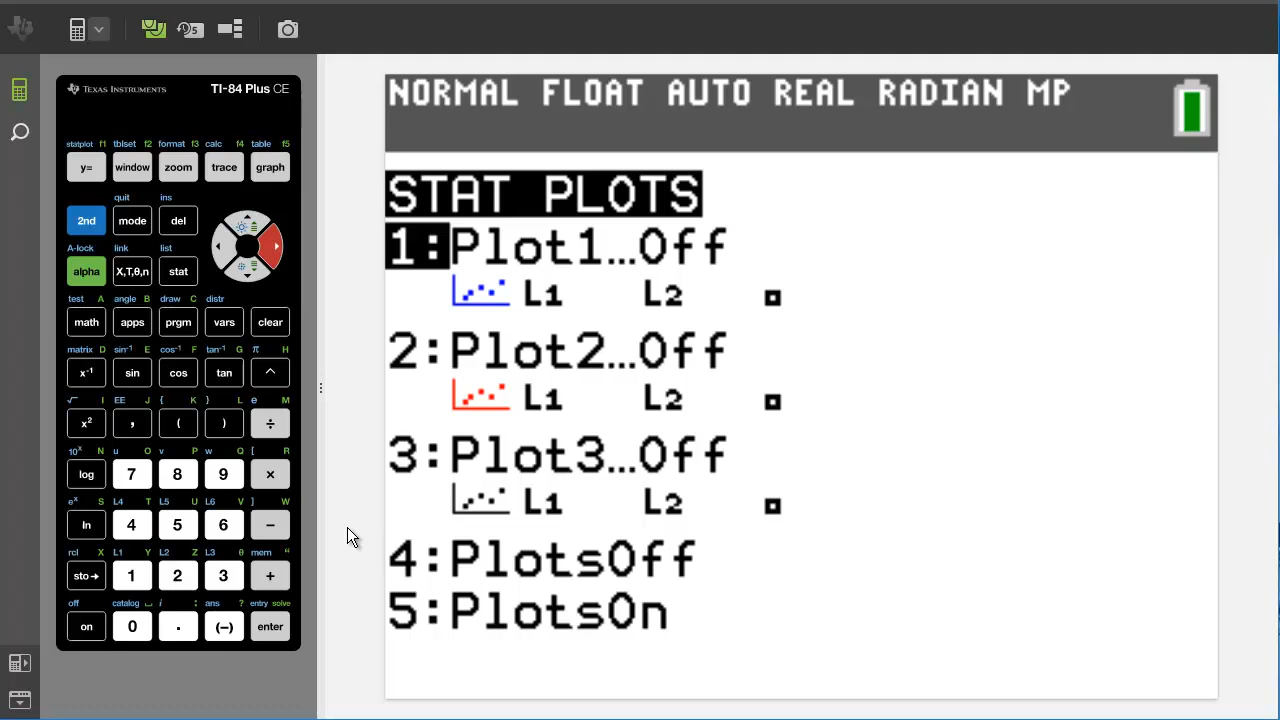 NORMAL FLOAT AUTO REAL RADIAN MP
STAT PLOTS
1:Plot1…Off
L1 L2
2:Plot2…Off
L1 L2
3:Plot3…Off
L1 L2
4:PlotsOff
5:PlotsOn
TEXAS INSTRUMENTS TI-84 Plus CE
statplot f1 tblset f2 format f3 calc f4 table f5
y= window zoom trace graph
quit ins
2nd mode del
A-lock link list
alpha X,T,θ,n stat
test A angle B draw C distr
math apps prgm vars clear
matrix D sin⁻¹ E cos⁻¹ F tan⁻¹ G π H
x⁻¹ sin cos tan ^
√ I EE J { K } L e M
x² , ( ) ÷
10ˣ N u O v P w Q [ R
log 7 8 9 ×
eˣ S L4 T L5 U L6 V ] W
ln 4 5 6 −
rcl X L1 Y L2 Z L3 θ mem “
sto→ 1 2 3 +
off catalog ⎵ i : ans ? entry solve
on 0 . (−) enter
5